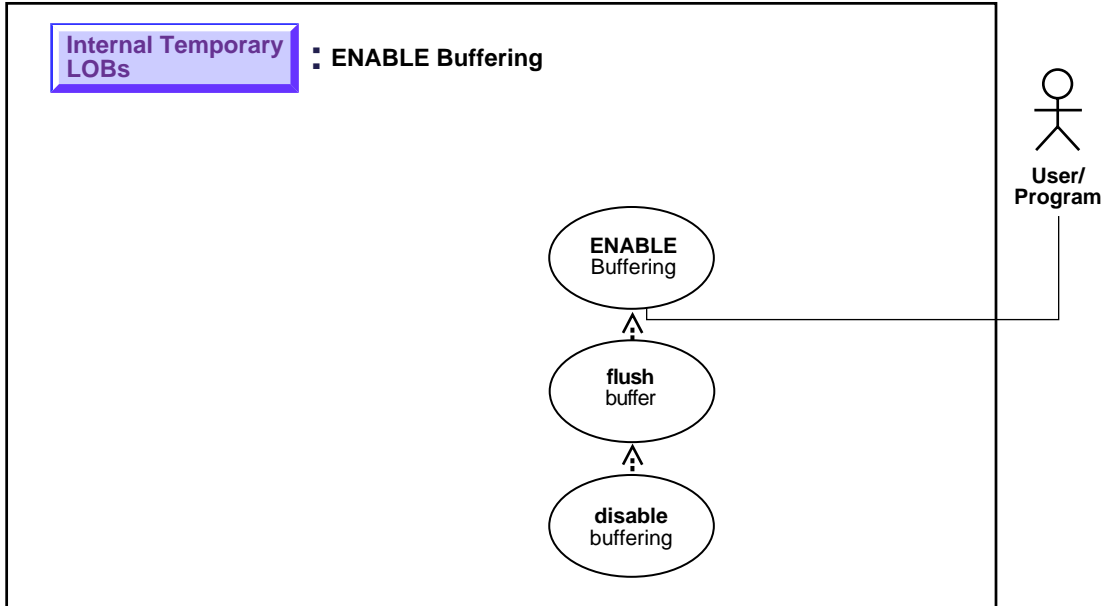 Internal Temporary
LOBs
: ENABLE Buffering
User/
Program
ENABLE
Buffering
flush
buffer
disable
buffering